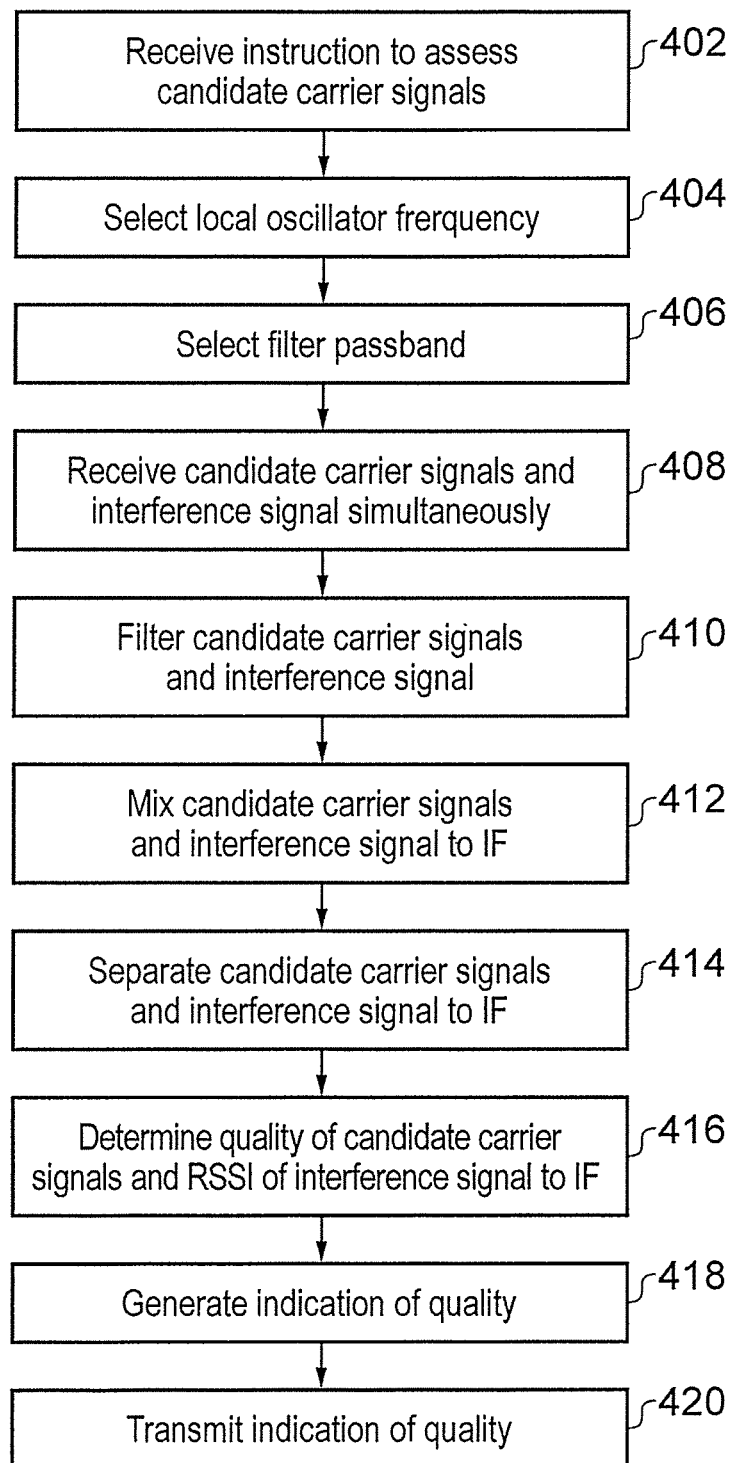 Receive instruction to assess
candidate carrier signals
402
Select local oscillator frerquency
404
Select filter passband
406
Receive candidate carrier signals and
interference signal simultaneously
408
Filter candidate carrier signals
and interference signal
410
Mix candidate carrier signals
and interference signal to IF
412
Separate candidate carrier signals
and interference signal to IF
414
Determine quality of candidate carrier
signals and RSSI of interference signal to IF
416
Generate indication of quality
418
Transmit indication of quality
420